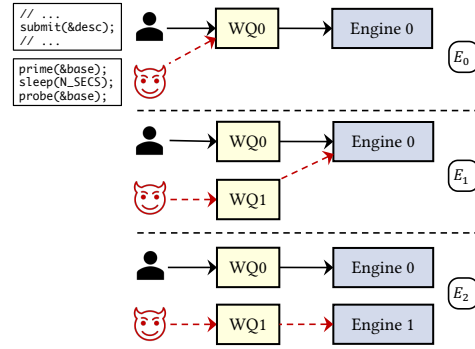 // ...
submit(&desc);
// ...
prime(&base);
sleep(N_SECS);
probe(&base);
WQ0
Engine 0
E0
WQ0
Engine 0
WQ1
E1
WQ0
Engine 0
WQ1
Engine 1
E2